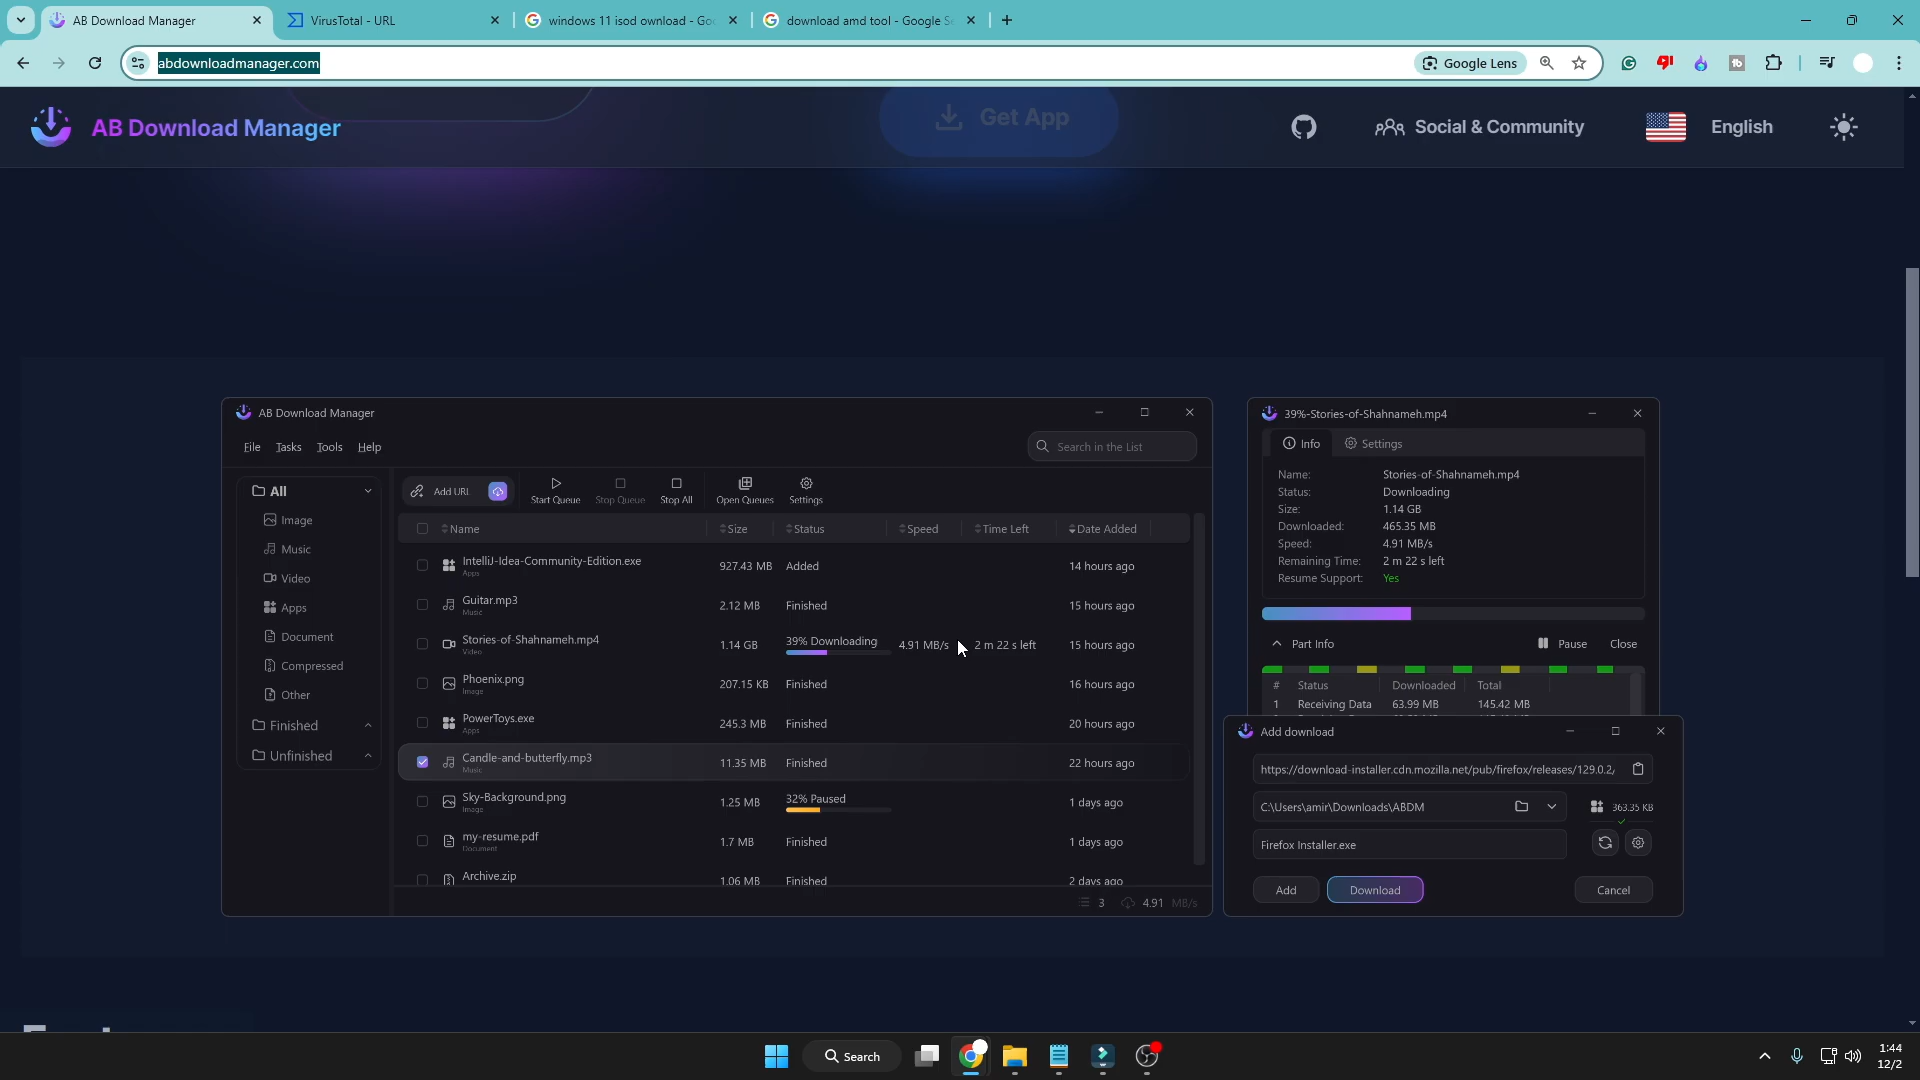 AB Download Manager
VirusTotal - URL
windows 11 isod ownload - Goo
download amd tool - Google Se
abdownloadmanager.com
Google Lens
AB Download Manager
Get App
Social & Community
English
AB Download Manager
File Tasks Tools Help
Search in the List
All
Image
Music
Video
Apps
Document
Compressed
Other
Finished
Unfinished
Add URL
Start Queue
Stop Queue
Stop All
Open Queues
Settings
Name Size Status Speed Time Left Date Added
IntelliJ-Idea-Community-Edition.exe 927.43 MB Added 14 hours ago
Apps
Guitar.mp3 2.12 MB Finished 15 hours ago
Music
Stories-of-Shahnameh.mp4 1.14 GB 39% Downloading 4.91 MB/s 2 m 22 s left 15 hours ago
Video
Phoenix.png 207.15 KB Finished 16 hours ago
Image
PowerToys.exe 245.3 MB Finished 20 hours ago
Apps
Candle-and-butterfly.mp3 11.35 MB Finished 22 hours ago
Music
Sky-Background.png 1.25 MB 32% Paused 1 days ago
Image
my-resume.pdf 1.7 MB Finished 1 days ago
Document
Archive.zip 1.06 MB Finished 2 days ago
3 4.91 MB/s
39%-Stories-of-Shahnameh.mp4
Info Settings
Name: Stories-of-Shahnameh.mp4
Status: Downloading
Size: 1.14 GB
Downloaded: 465.35 MB
Speed: 4.91 MB/s
Remaining Time: 2 m 22 s left
Resume Support: Yes
Part Info Pause Close
# Status Downloaded Total
1 Receiving Data 63.99 MB 145.42 MB
Add download
https://download-installer.cdn.mozilla.net/pub/firefox/releases/129.0.2/
C:\Users\amir\Downloads\ABDM
363.35 KB
Firefox Installer.exe
Add Download Cancel
Search
1:44
12/2